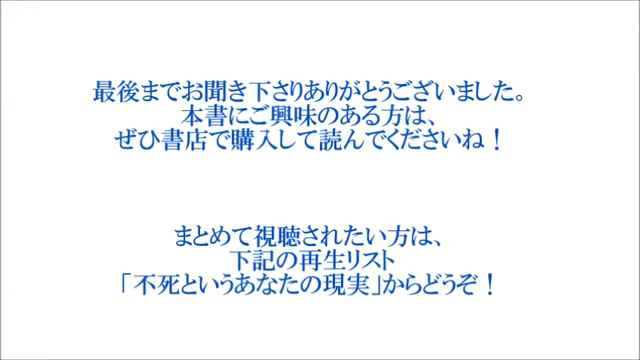 最後までお聞き下さりありがとうございました。
本書にご興味のある方は、
ぜひ書店で購入して読んでくださいね！
まとめて視聴されたい方は、
下記の再生リスト
「不死というあなたの現実」からどうぞ！